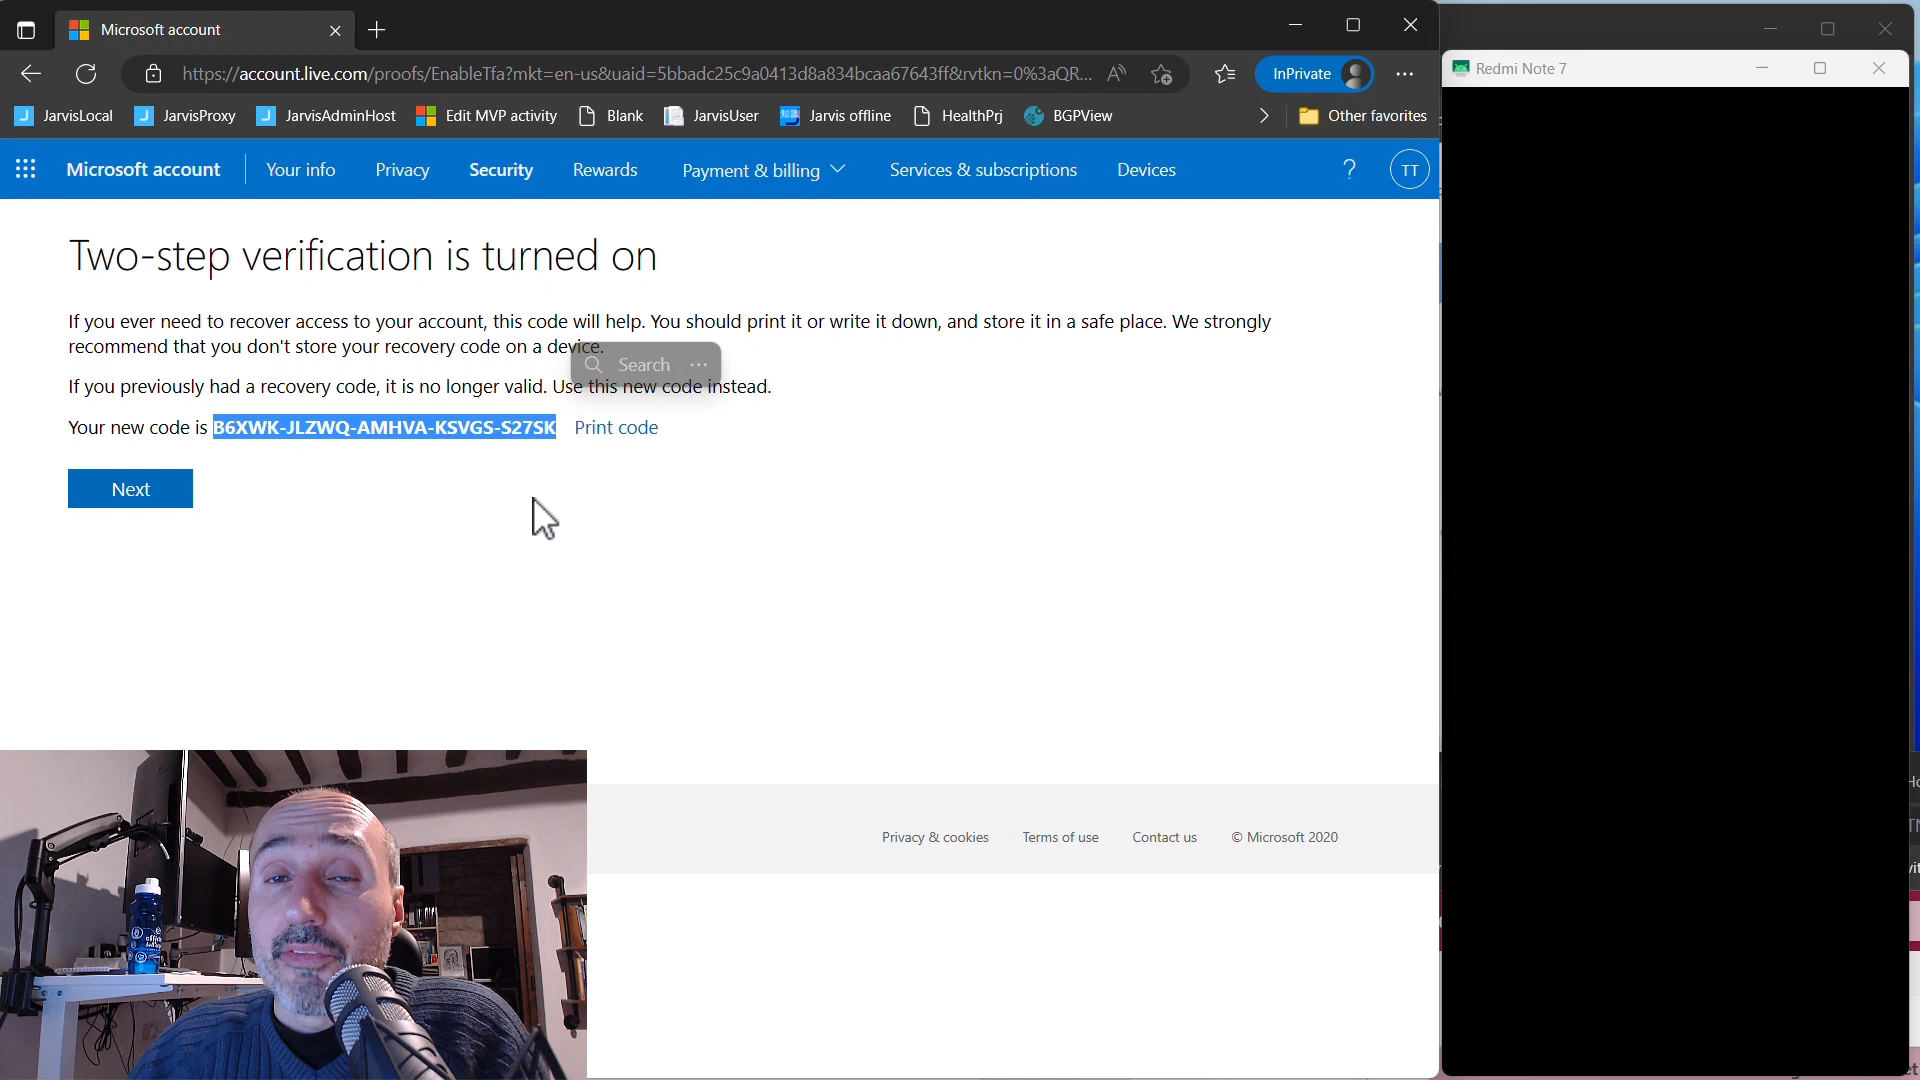 Microsoft account
https://account.live.com/proofs/EnableTfa?mkt=en-us&uaid=5bbadc25c9a0413d8a834bcaa67643ff&rvtkn=0%3aQR...
InPrivate
JarvisLocal JarvisProxy JarvisAdminHost Edit MVP activity Blank JarvisUser Jarvis offline HealthPrj BGPView Other favorites
Redmi Note 7
Microsoft account Your info Privacy Security Rewards Payment & billing Services & subscriptions Devices ? TT
Two-step verification is turned on
If you ever need to recover access to your account, this code will help. You should print it or write it down, and store it in a safe place. We strongly
recommend that you don't store your recovery code on a device.
Search ...
If you previously had a recovery code, it is no longer valid. Use this new code instead.
Your new code is B6XWK-JLZWQ-AMHVA-KSVGS-S27SK Print code
Next
Privacy & cookies Terms of use Contact us © Microsoft 2020